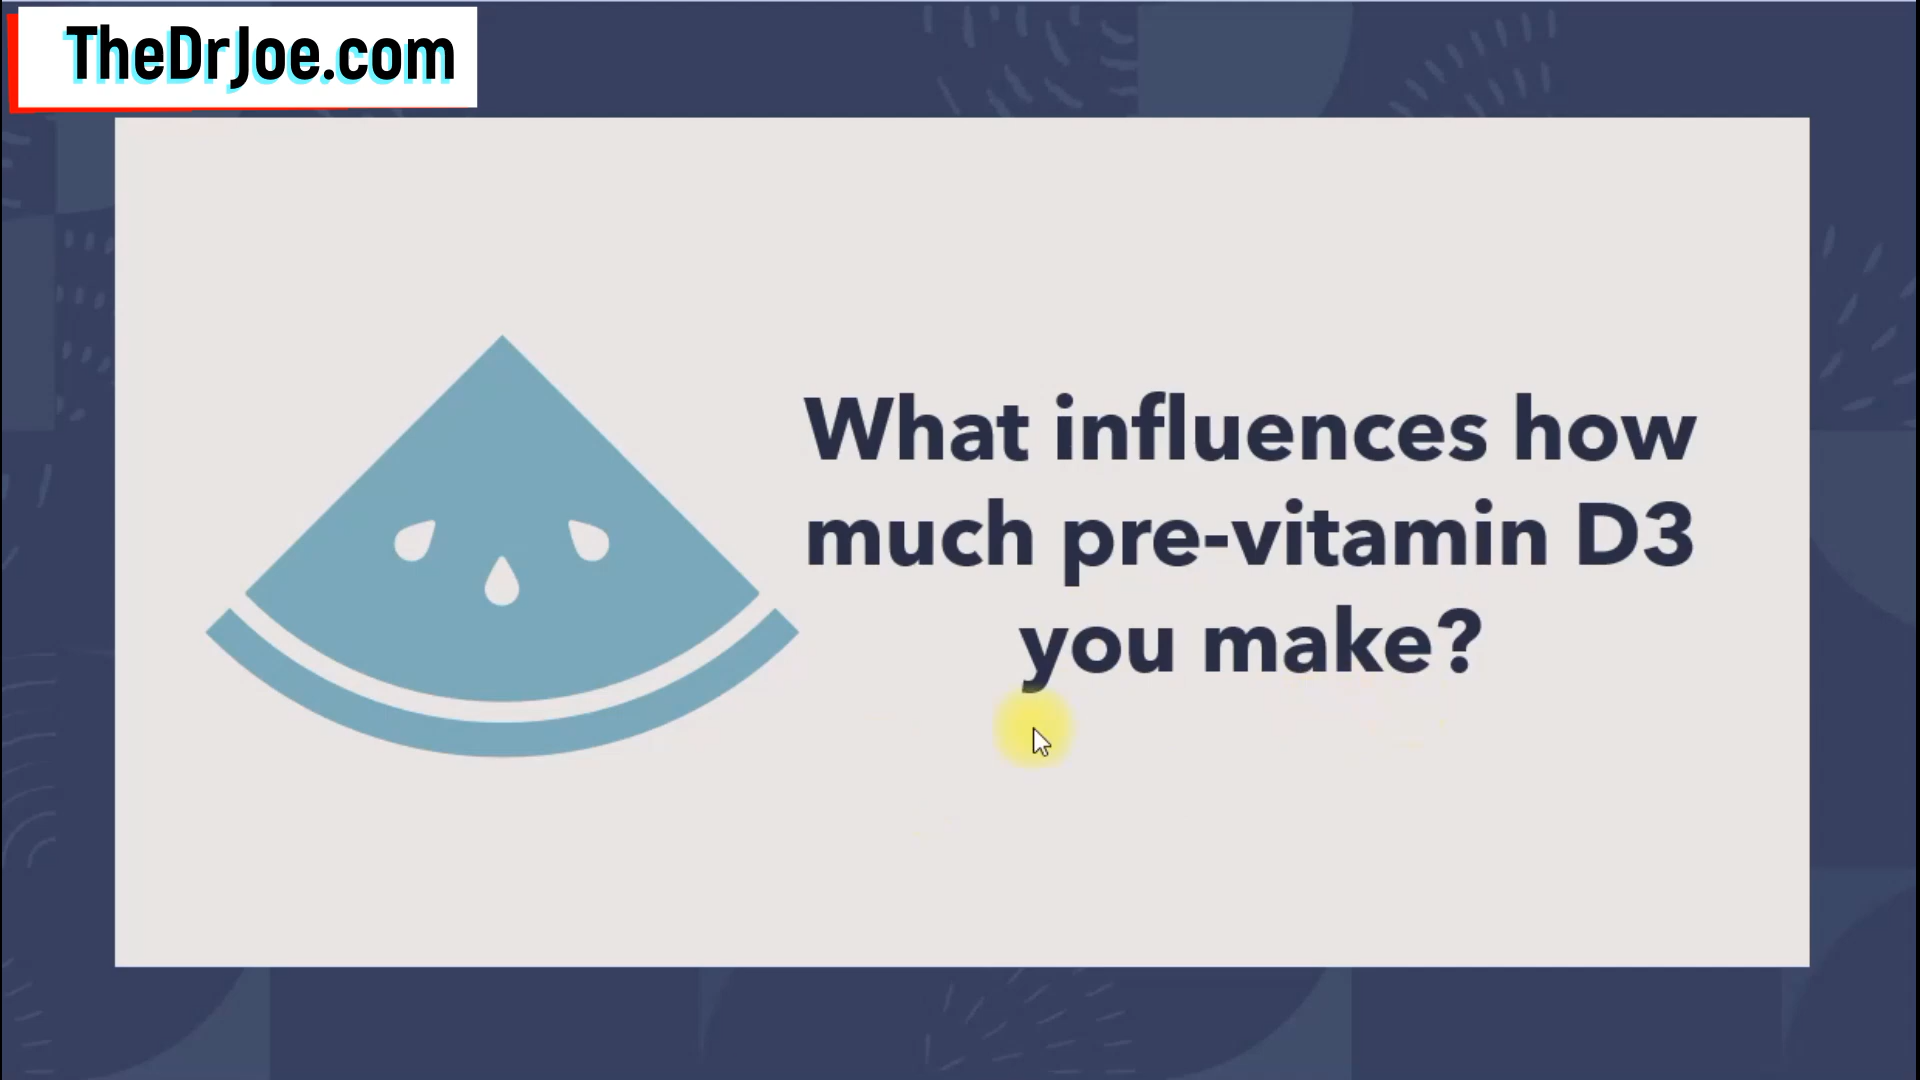 TheDrJoe.com
What influences how
much pre-vitamin D3
you make?